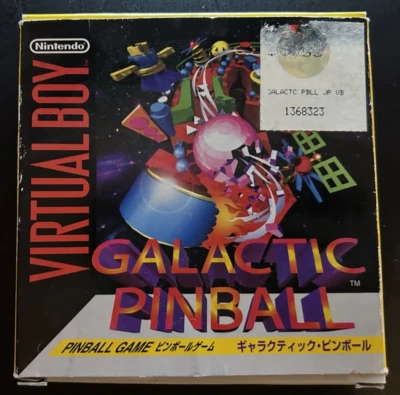 Nintendo
VIRTUAL BOY
GALACTC PBLL JP VB
1368323
GALACTIC
PINBALL
TM
PINBALL GAME ピンボールゲーム
ギャラクティック・ピンボール